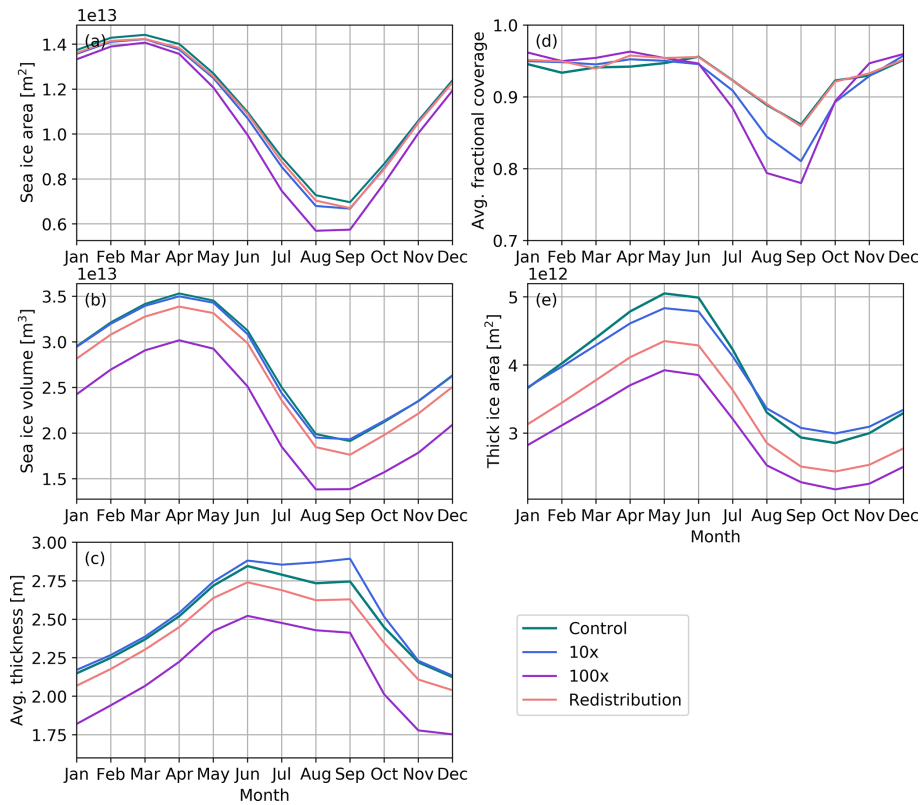 1e13
(a)
Sea ice area [m²]
1.4
1.2
1.0
0.8
0.6
Jan Feb Mar Apr May Jun Jul Aug Sep Oct Nov Dec
(d)
Avg. fractional coverage
1.0
0.9
0.8
0.7
Jan Feb Mar Apr May Jun Jul Aug Sep Oct Nov Dec
1e13
(b)
Sea ice volume [m³]
3.5
3.0
2.5
2.0
1.5
Jan Feb Mar Apr May Jun Jul Aug Sep Oct Nov Dec
1e12
(e)
Thick ice area [m²]
5
4
3
Jan Feb Mar Apr May Jun Jul Aug Sep Oct Nov Dec
Month
(c)
Avg. thickness [m]
3.00
2.75
2.50
2.25
2.00
1.75
Jan Feb Mar Apr May Jun Jul Aug Sep Oct Nov Dec
Month
Control
10x
100x
Redistribution